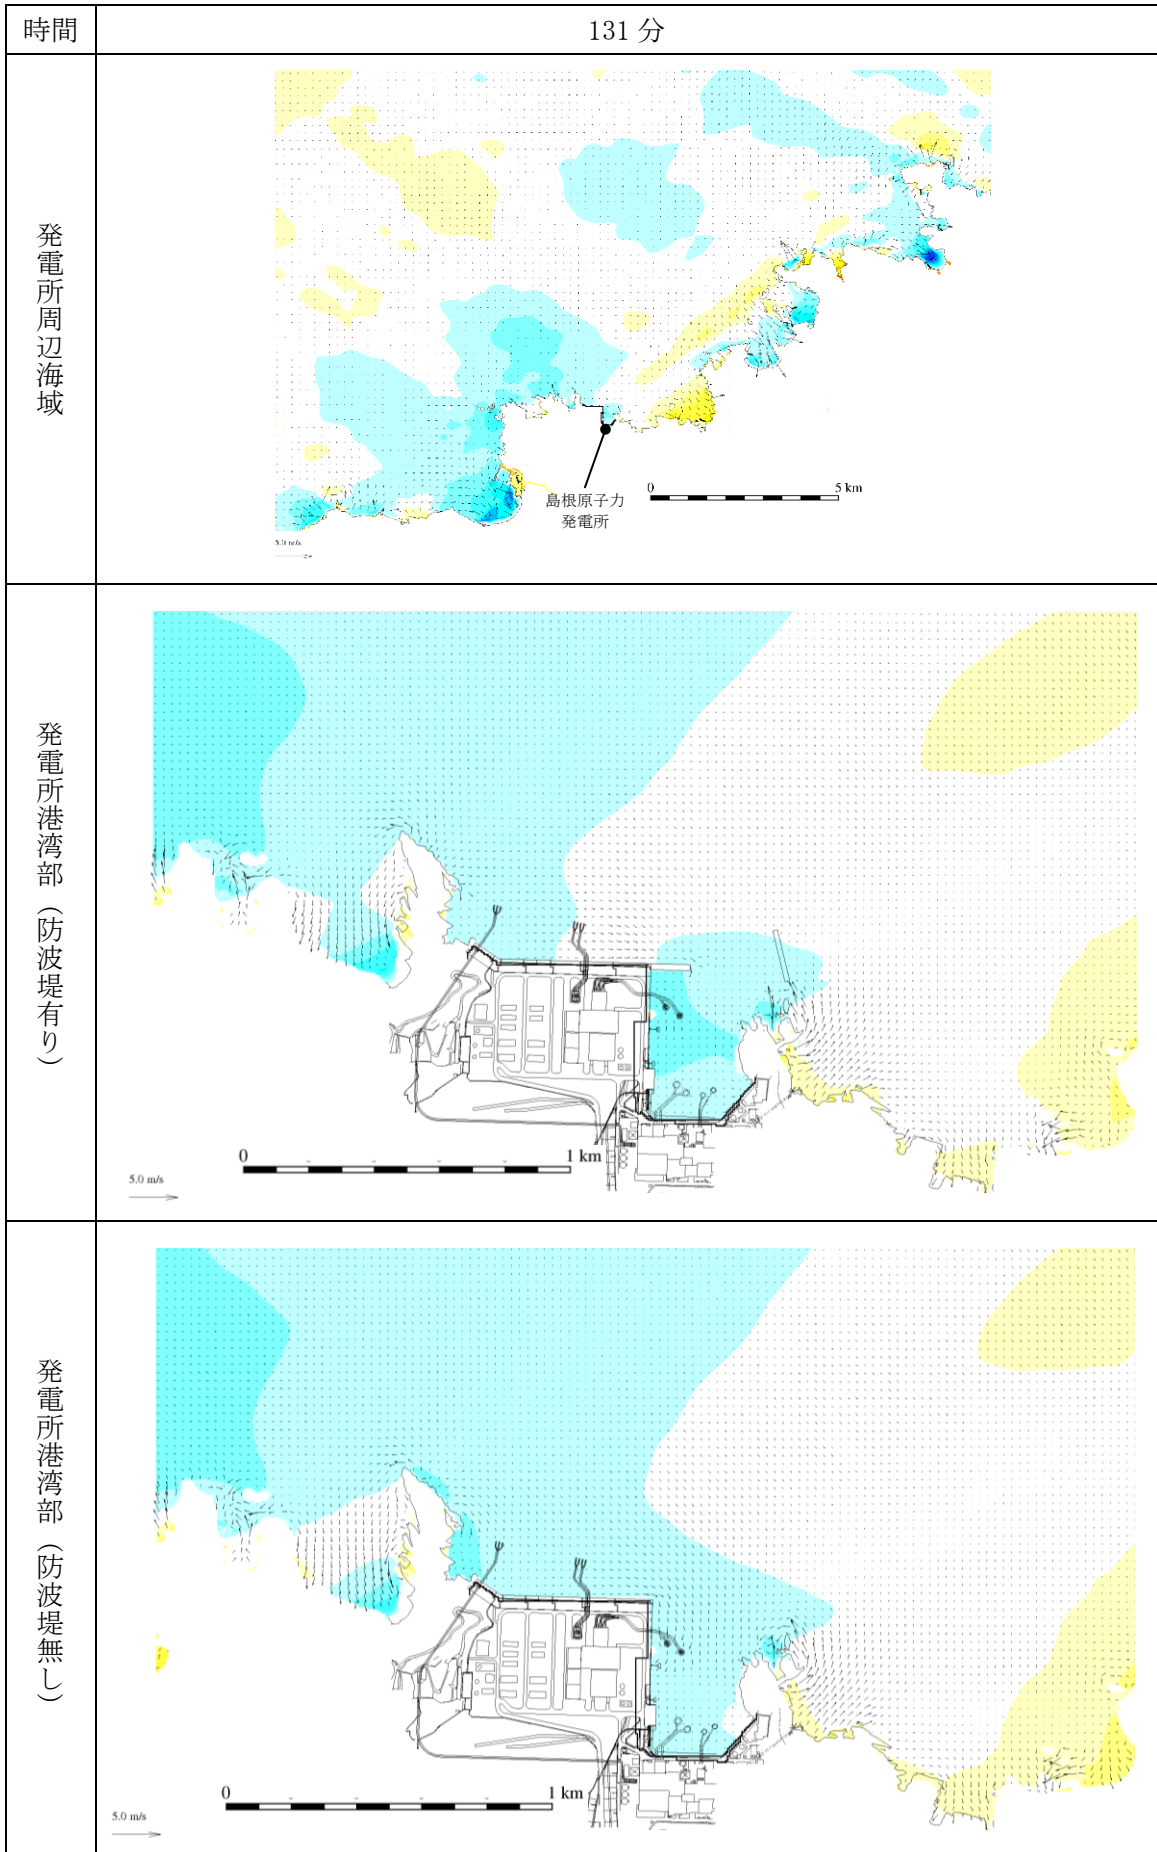 時間
131 分
発電所周辺海域
島根原子力
発電所
0
5 km
5.0 m/s
発電所港湾部（防波堤有り）
0
1 km
5.0 m/s
発電所港湾部（防波堤無し）
0
1 km
5.0 m/s